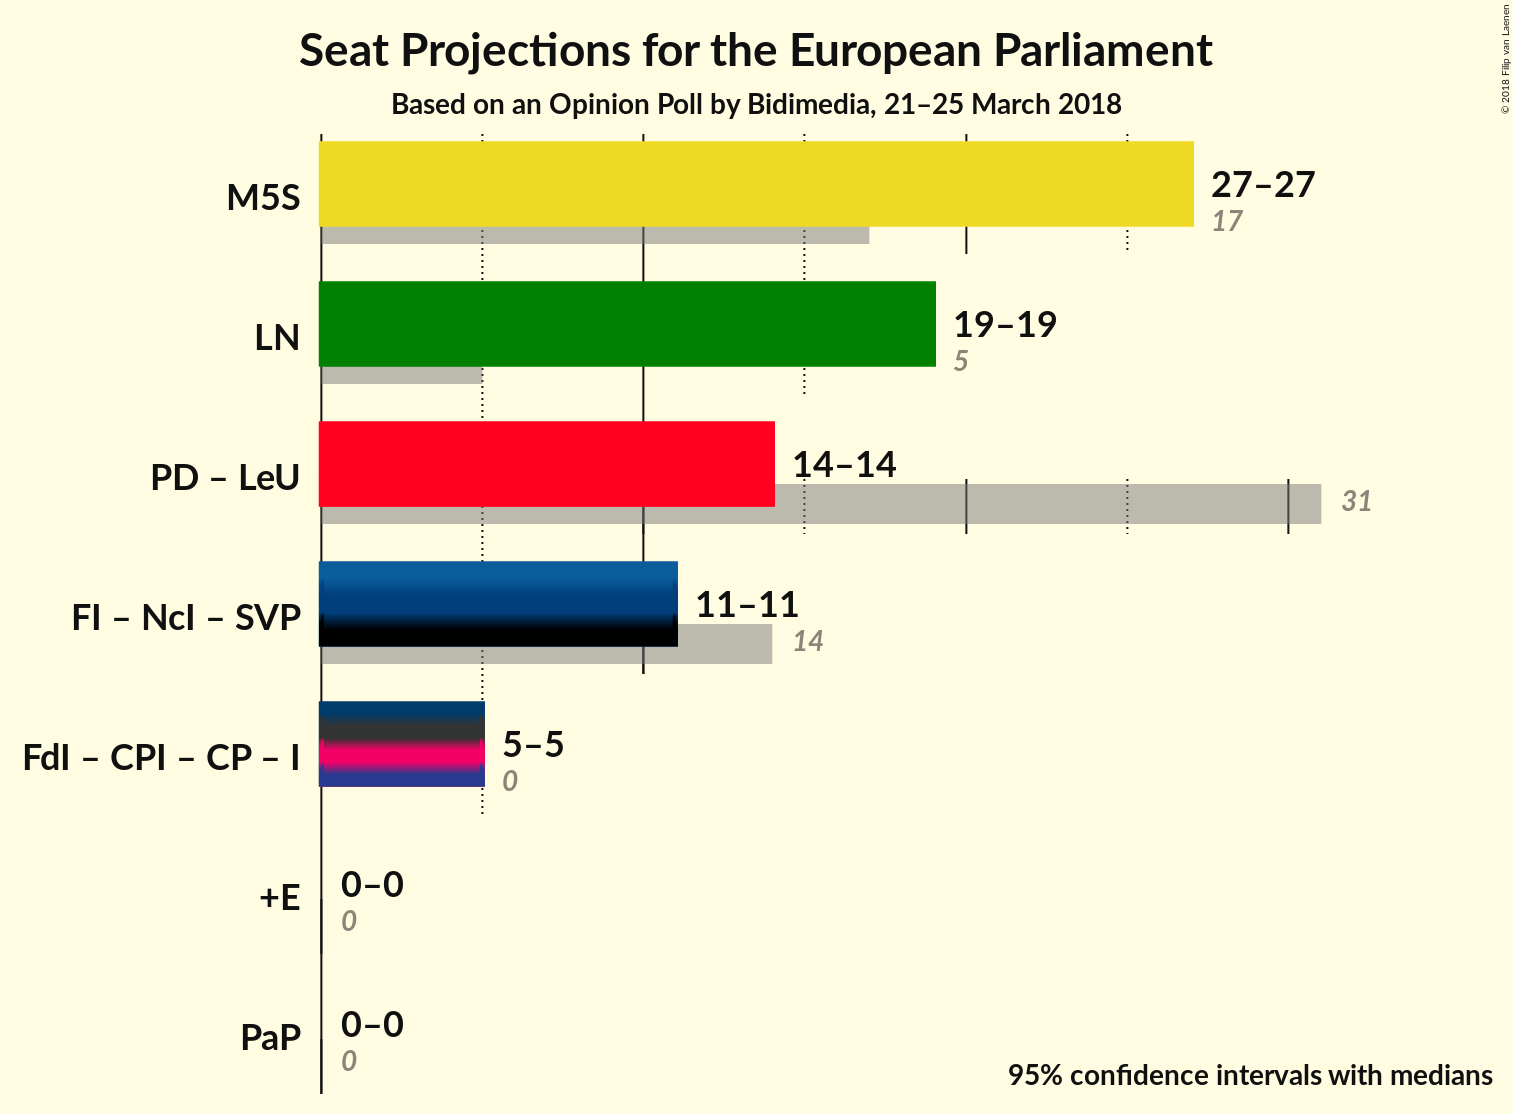 Seat Projections for the European Parliament
Based on an Opinion Poll by Bidimedia, 21–25 March 2018
© 2018 Filip van Laenen
M5S
27–27
17
LN
19–19
5
PD – LeU
14–14
31
FI – NcI – SVP
11–11
14
FdI – CPI – CP – I
5–5
0
+E
0–0
0
PaP
0–0
0
95% confidence intervals with medians